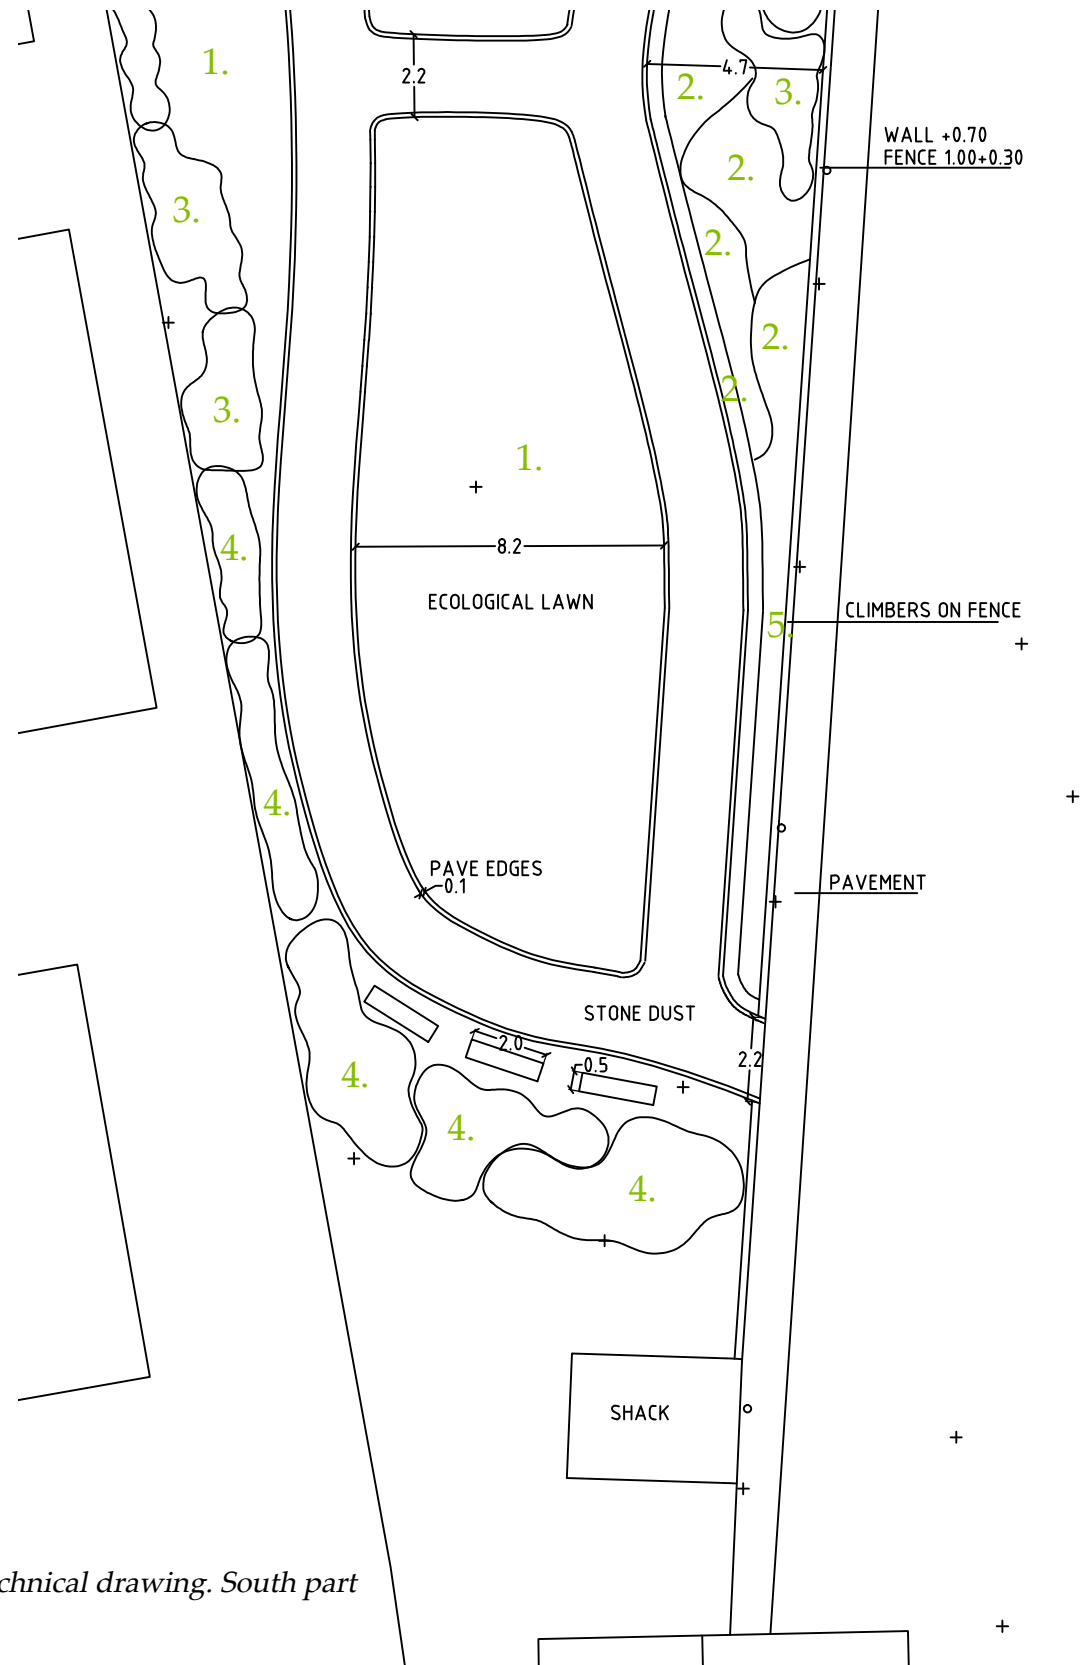 1.
2.2
4.7
2.
3.
WALL +0.70
FENCE 1.00+0.30
2.
3.
2.
2.
2.
3.
1.
4.
8.2
ECOLOGICAL LAWN
CLIMBERS ON FENCE
5.
4.
PAVE EDGES
0.1
PAVEMENT
STONE DUST
2.0
2.2
0.5
4.
4.
4.
SHACK
chnical drawing. South part